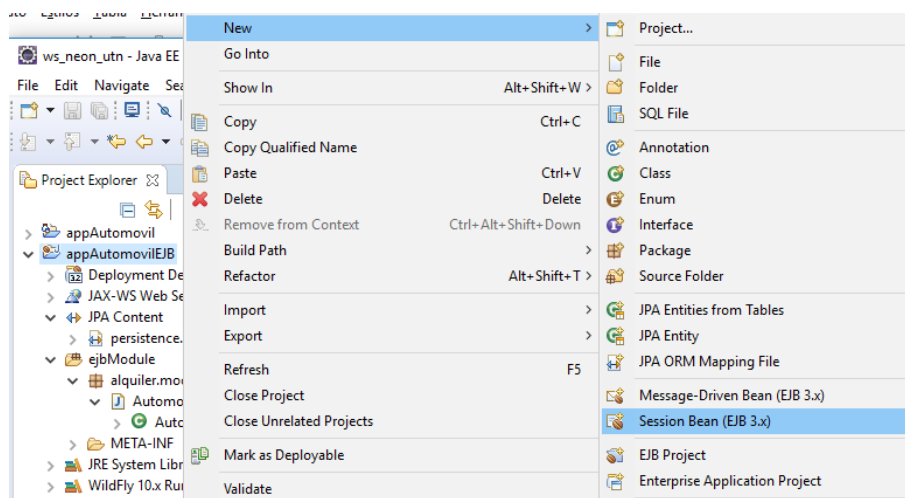 Estilos Tabla
ws_neon_utn - Java EE
File Edit Navigate
Project Explorer
appAutomovil
appAutomovilEJB
Deployment De
JAX-WS Web Se
JPA Content
persistence.
ejbModule
alquiler.mo
Automo
Auto
META-INF
JRE System Libr
WildFly 10.x Ru
New
Go Into
Show In Alt+Shift+W
Copy Ctrl+C
Copy Qualified Name
Paste Ctrl+V
Delete Delete
Remove from Context Ctrl+Alt+Shift+Down
Build Path
Refactor Alt+Shift+T
Import
Export
Refresh F5
Close Project
Close Unrelated Projects
Mark as Deployable
Validate
Project...
File
Folder
SQL File
Annotation
Class
Enum
Interface
Package
Source Folder
JPA Entities from Tables
JPA Entity
JPA ORM Mapping File
Message-Driven Bean (EJB 3.x)
Session Bean (EJB 3.x)
EJB Project
Enterprise Application Project